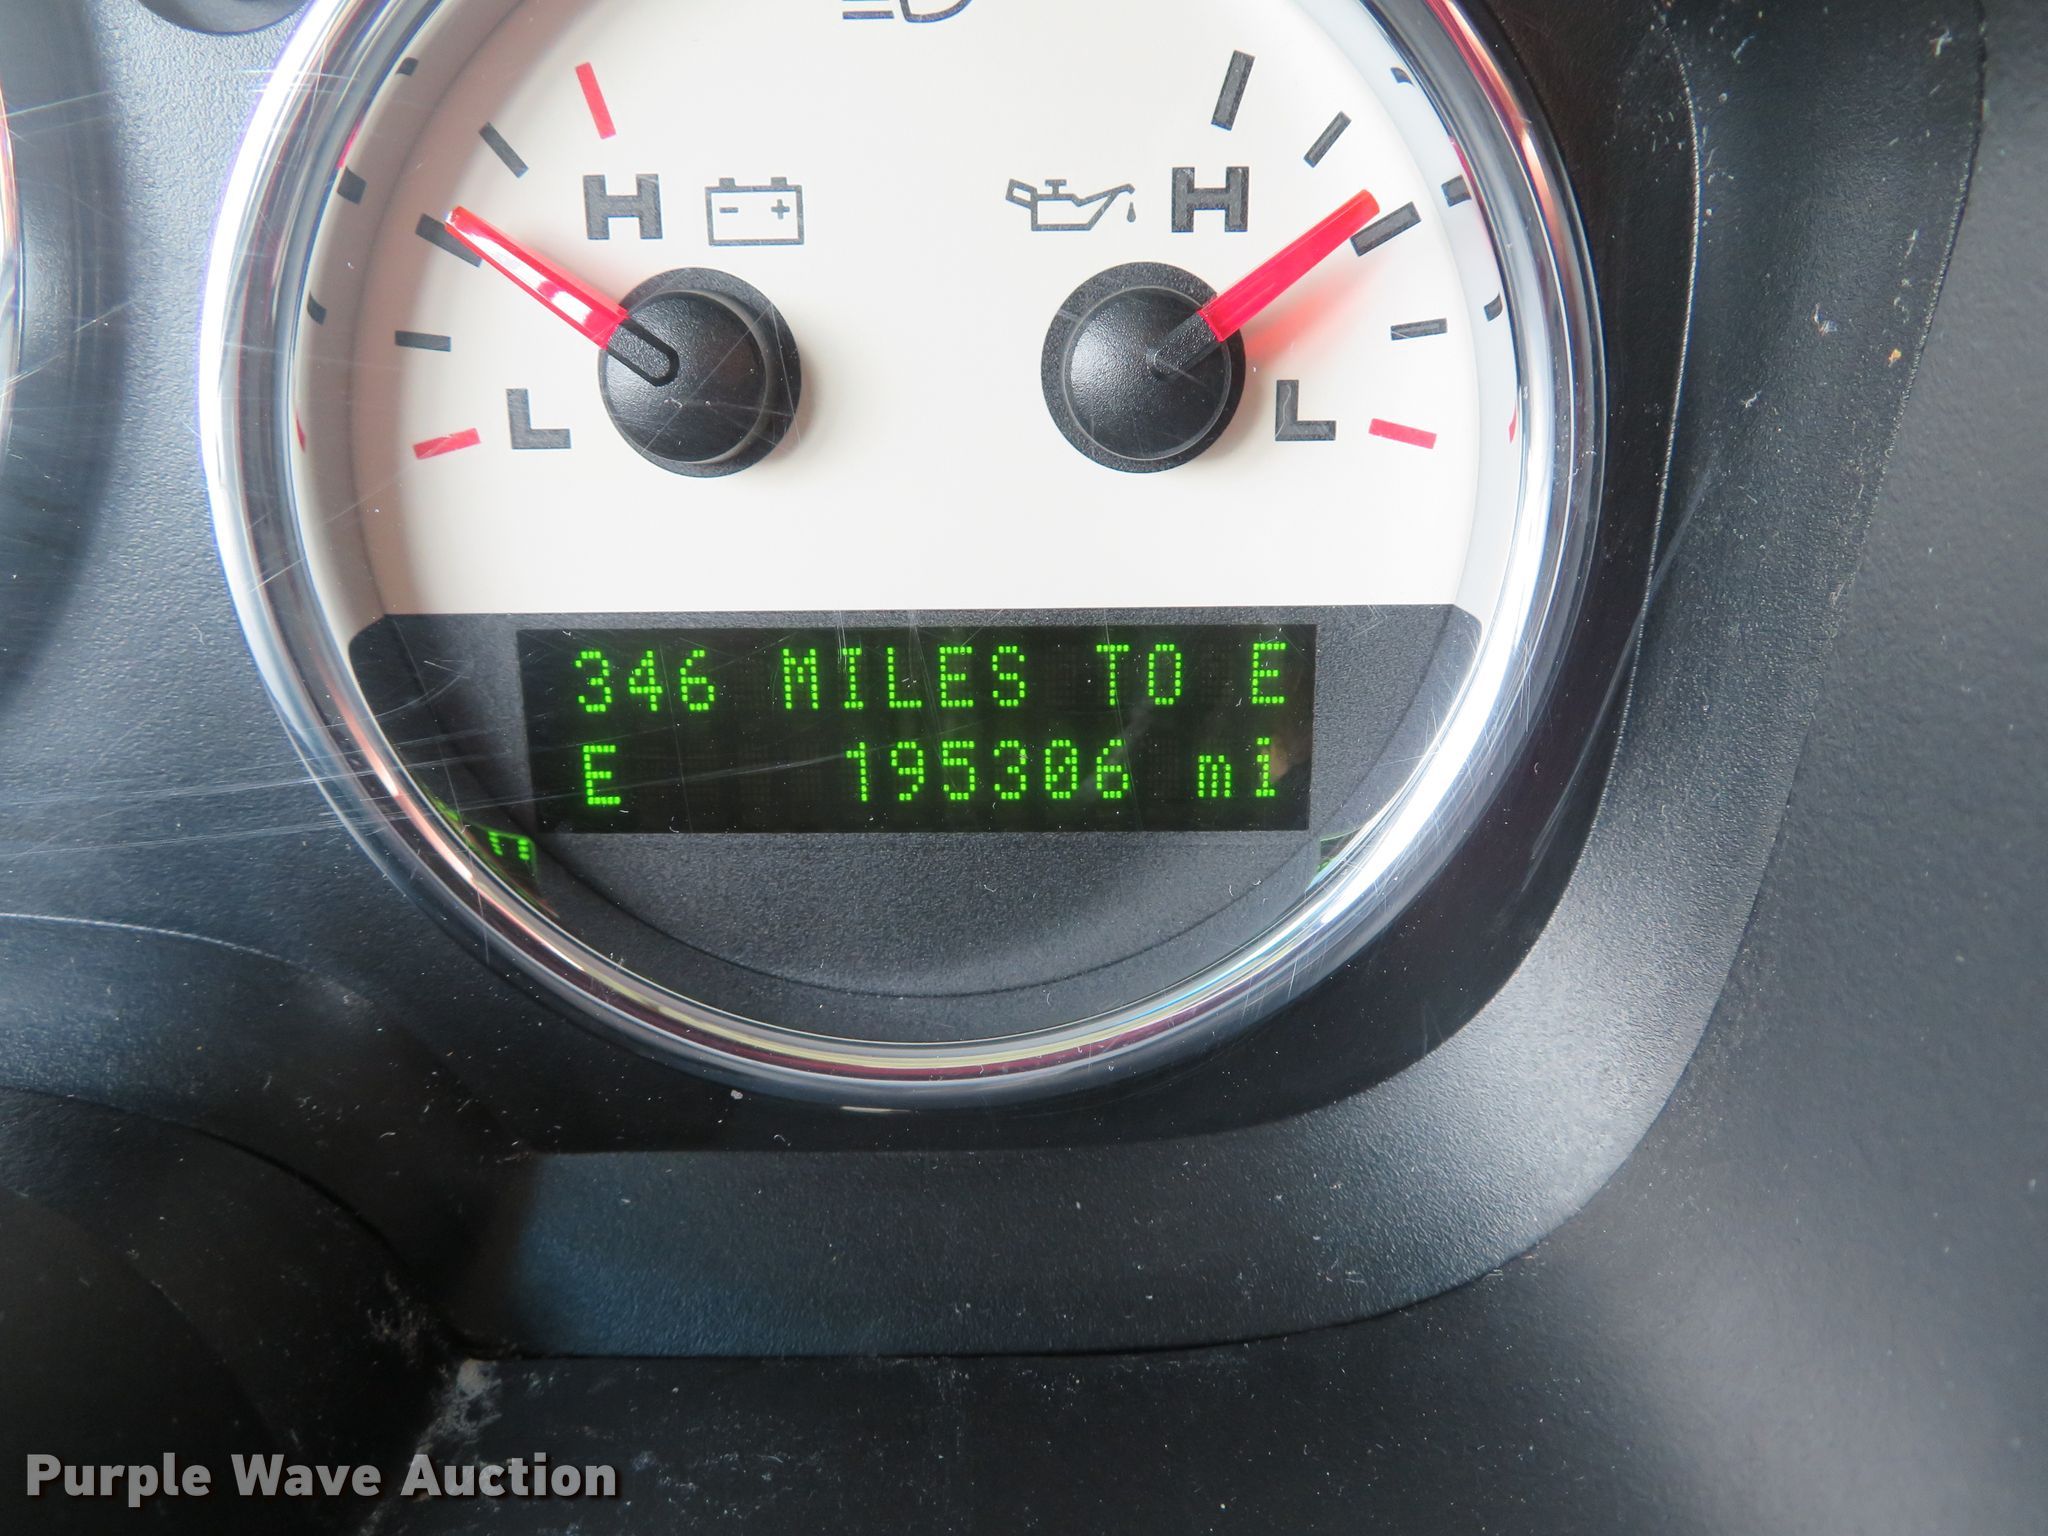 H H
L L
346 MILES TO E
E 195306 mi
Purple Wave Auction